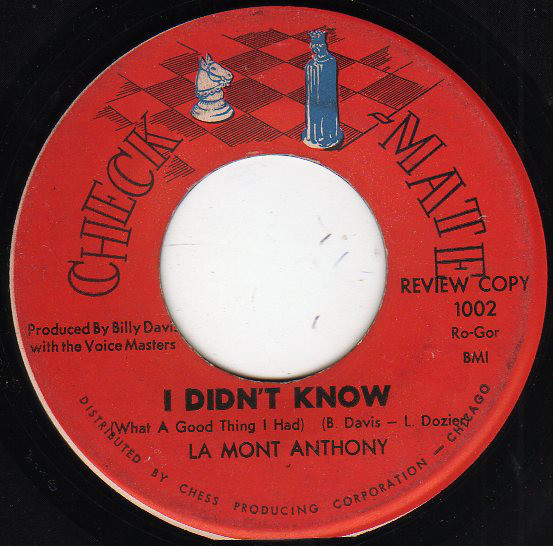 CHECK-MATE
REVIEW COPY
1002
Ro-Gor
BMI
Produced By Billy Davis
with the Voice Masters
I DIDN'T KNOW
(What A Good Thing I Had) (B. Davis – L. Dozier)
LA MONT ANTHONY
DISTRIBUTED BY CHESS PRODUCING CORPORATION – CHICAGO